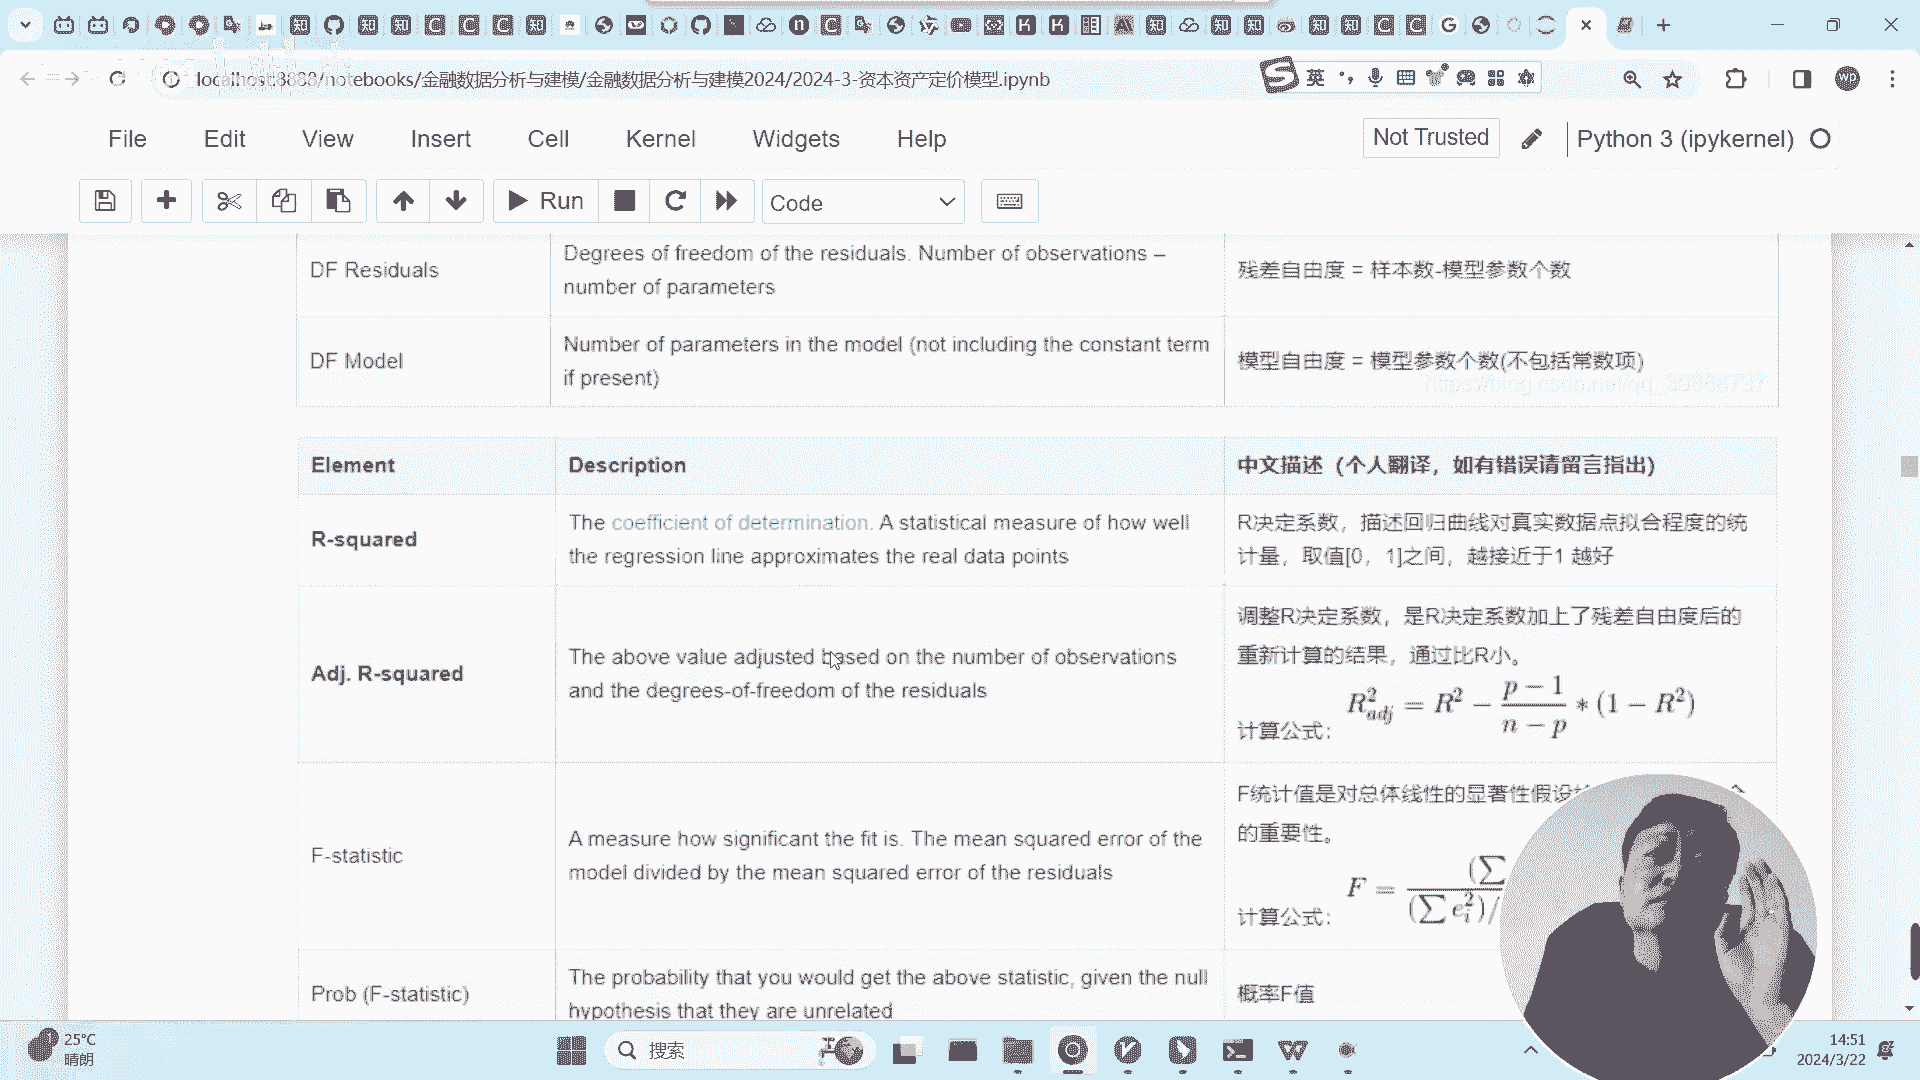 localhost:8888/notebooks/金融数据分析与建模/金融数据分析与建模2024/2024-3-资本资产定价模型.ipynb
英
wp
File Edit View Insert Cell Kernel Widgets Help
Not Trusted
Python 3 (ipykernel)
Run
Code
DF Residuals
Degrees of freedom of the residuals. Number of observations –
number of parameters
残差自由度 = 样本数-模型参数个数
DF Model
Number of parameters in the model (not including the constant term
if present)
模型自由度 = 模型参数个数(不包括常数项)
Element
Description
中文描述（个人翻译，如有错误请留言指出）
R-squared
The coefficient of determination. A statistical measure of how well
the regression line approximates the real data points
R决定系数，描述回归曲线对真实数据点拟合程度的统
计量，取值[0，1]之间，越接近于1 越好
Adj. R-squared
The above value adjusted based on the number of observations
and the degrees-of-freedom of the residuals
调整R决定系数，是R决定系数加上了残差自由度后的
重新计算的结果，通过比R小。
计算公式： R²_adj = R² − (p − 1)/(n − p) * (1 − R²)
F-statistic
A measure how significant the fit is. The mean squared error of the
model divided by the mean squared error of the residuals
F统计值是对总体线性的显著性假设
的重要性。
计算公式： F = (∑ / (∑ e_i²)/
Prob (F-statistic)
The probability that you would get the above statistic, given the null
hypothesis that they are unrelated
概率F值
25°C
晴朗
搜索
14:51
2024/3/22